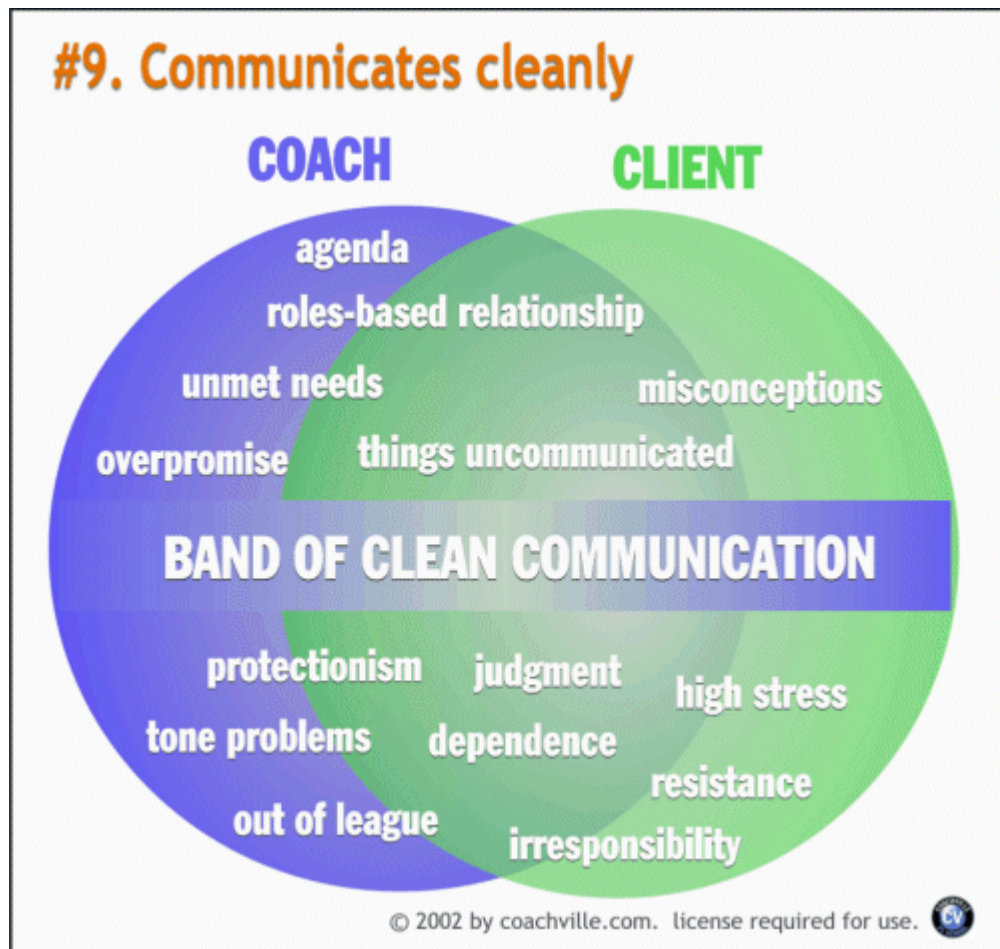 #9. Communicates cleanly
COACH
CLIENT
agenda
roles-based relationship
unmet needs
misconceptions
overpromise
things uncommunicated
BAND OF CLEAN COMMUNICATION
protectionism
judgment
high stress
tone problems
dependence
resistance
out of league
irresponsibility
© 2002 by coachville.com. license required for use.
CV